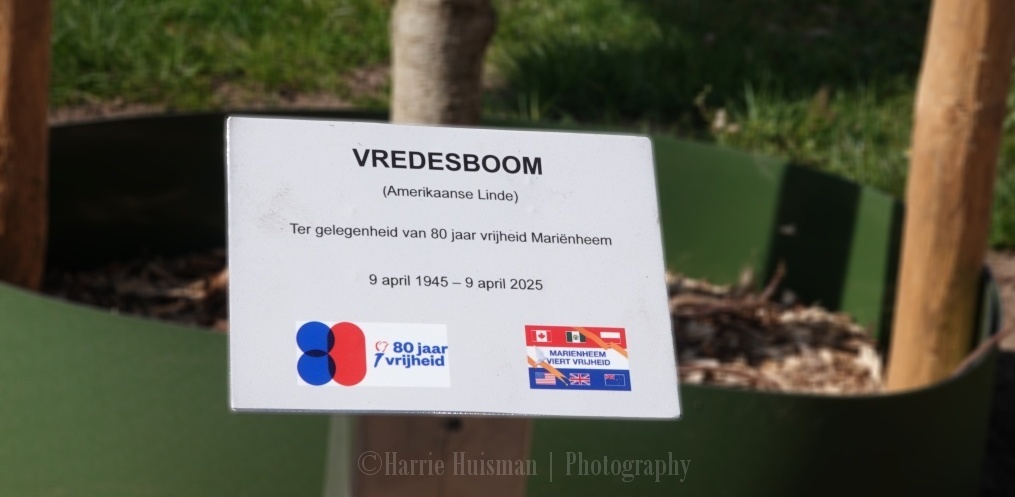 VREDESBOOM
(Amerikaanse Linde)
Ter gelegenheid van 80 jaar vrijheid Mariënheem
9 april 1945 – 9 april 2025
80 jaar
vrijheid
MARIENHEEM
VIERT VRIJHEID
©Harrie Huisman | Photography